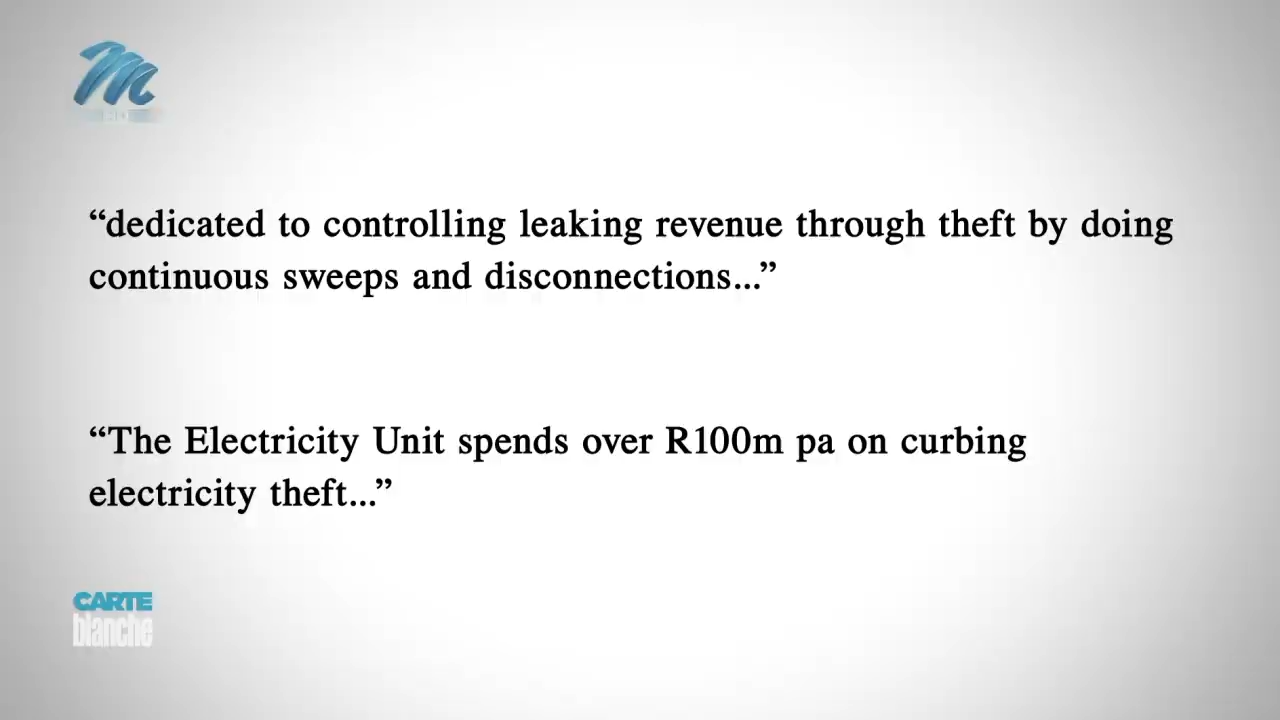 “dedicated to controlling leaking revenue through theft by doing
continuous sweeps and disconnections...”
“The Electricity Unit spends over R100m pa on curbing
electricity theft...”
CARTE
blanche